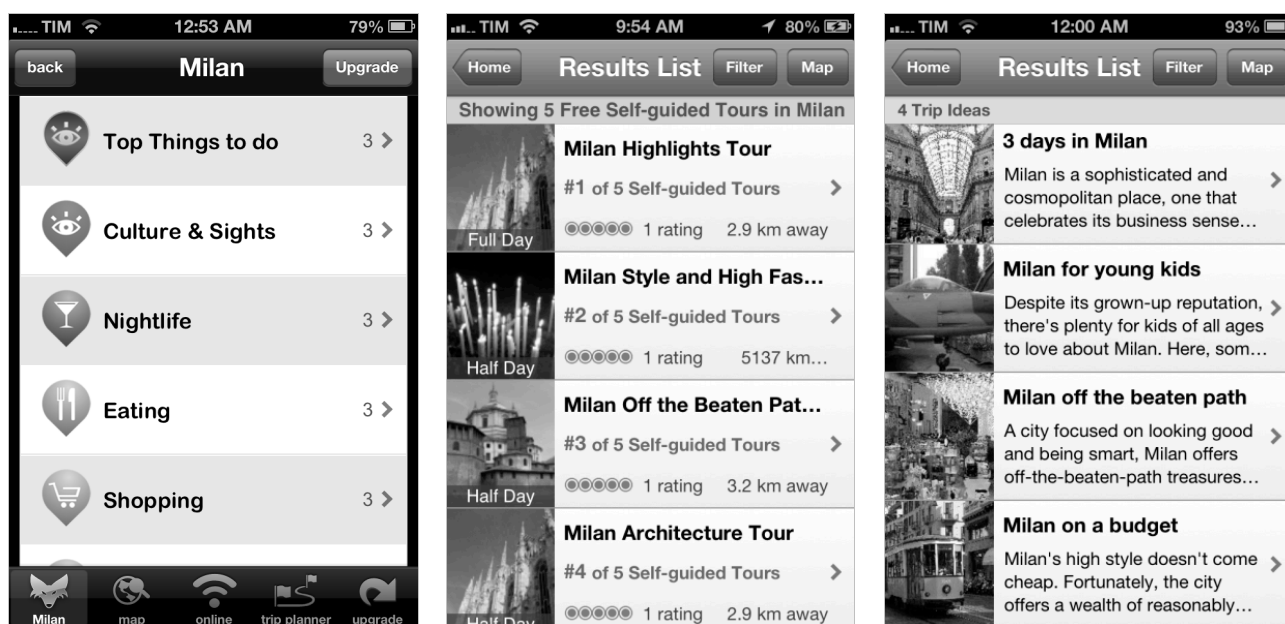 TIM 12:53 AM 79%
back Milan Upgrade
Top Things to do 3
Culture & Sights 3
Nightlife 3
Eating 3
Shopping 3
Milan map online trip planner upgrade
TIM 9:54 AM 80%
Home Results List Filter Map
Showing 5 Free Self-guided Tours in Milan
Milan Highlights Tour
#1 of 5 Self-guided Tours
Full Day 1 rating 2.9 km away
Milan Style and High Fas...
#2 of 5 Self-guided Tours
Half Day 1 rating 5137 km...
Milan Off the Beaten Pat...
#3 of 5 Self-guided Tours
Half Day 1 rating 3.2 km away
Milan Architecture Tour
#4 of 5 Self-guided Tours
Half Day 1 rating 2.9 km away
TIM 12:00 AM 93%
Home Results List Filter Map
4 Trip Ideas
3 days in Milan
Milan is a sophisticated and
cosmopolitan place, one that
celebrates its business sense...
Milan for young kids
Despite its grown-up reputation,
there's plenty for kids of all ages
to love about Milan. Here, som...
Milan off the beaten path
A city focused on looking good
and being smart, Milan offers
off-the-beaten-path treasures...
Milan on a budget
Milan's high style doesn't come
cheap. Fortunately, the city
offers a wealth of reasonably...